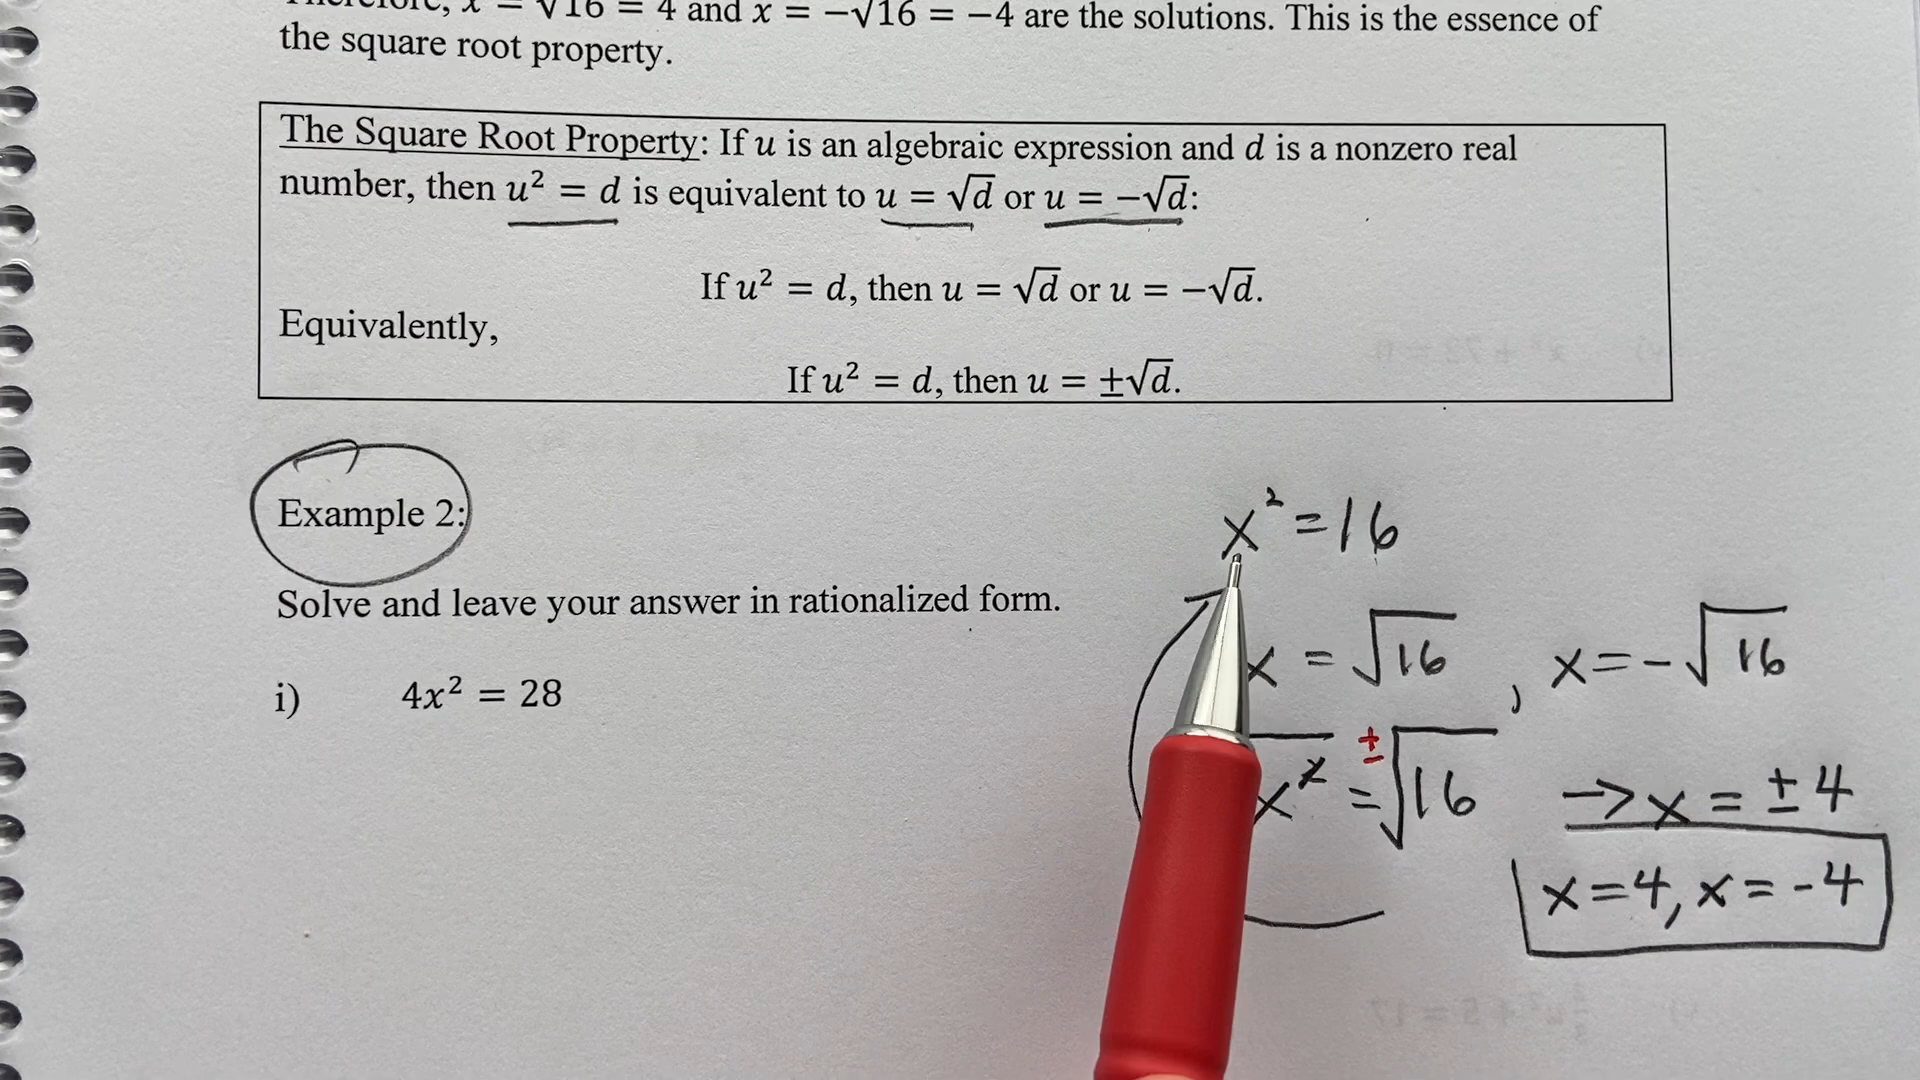 Therefore, x = √16 = 4 and x = −√16 = −4 are the solutions. This is the essence of
the square root property.
The Square Root Property: If u is an algebraic expression and d is a nonzero real
number, then u² = d is equivalent to u = √d or u = −√d:
If u² = d, then u = √d or u = −√d.
Equivalently,
If u² = d, then u = ±√d.
Example 2:
x² = 16
Solve and leave your answer in rationalized form.
x = √16 , x = -√16
i) 4x² = 28
x² = ±√16 → x = ±4
x = 4, x = -4